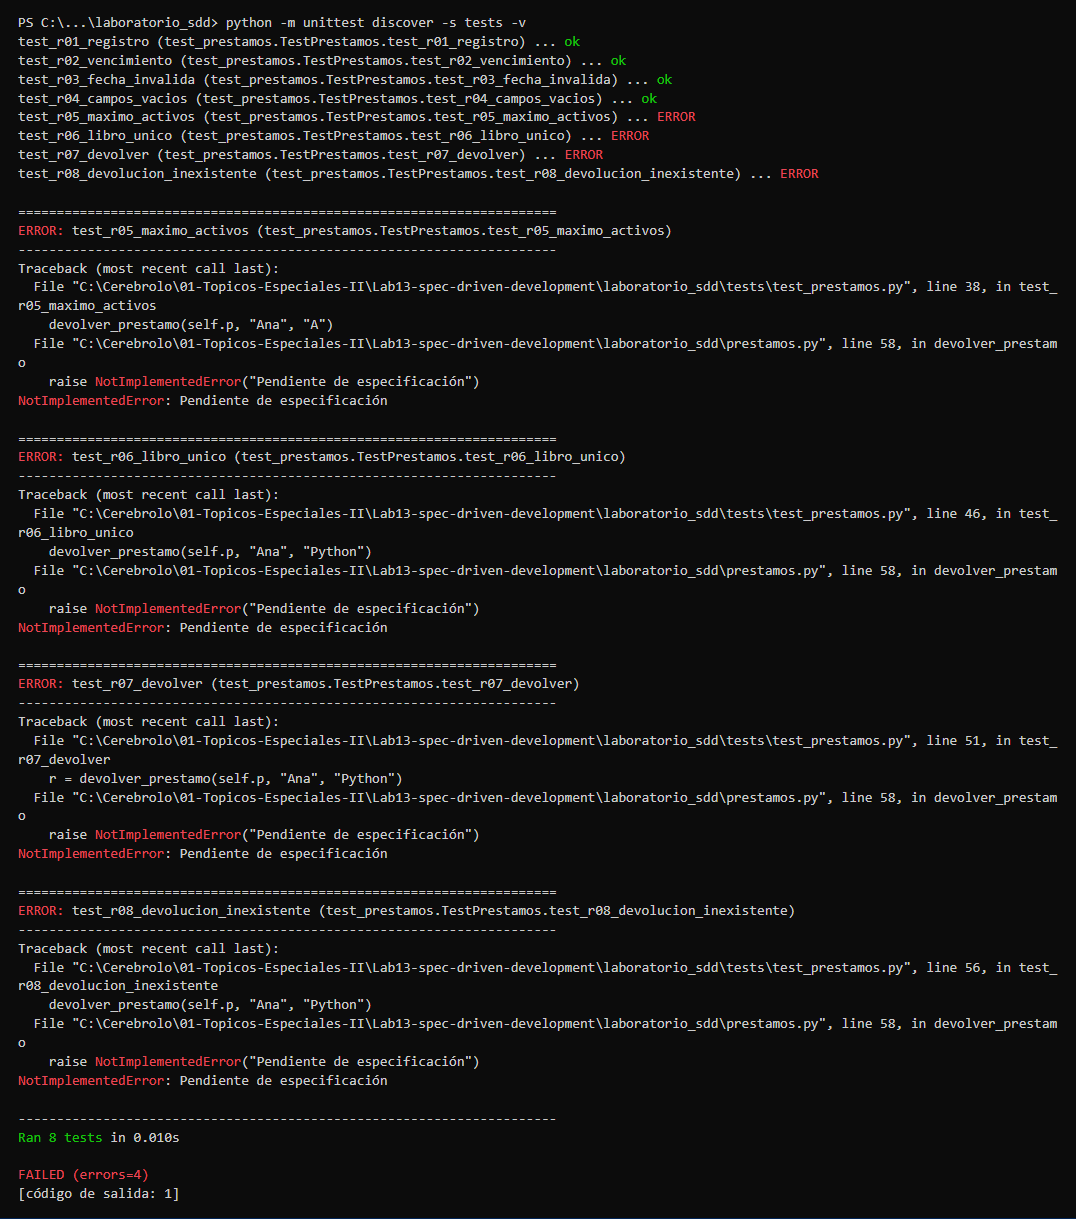 PS C:\...\laboratorio_sdd> python -m unittest discover -s tests -v
test_r01_registro (test_prestamos.TestPrestamos.test_r01_registro) ... ok
test_r02_vencimiento (test_prestamos.TestPrestamos.test_r02_vencimiento) ... ok
test_r03_fecha_invalida (test_prestamos.TestPrestamos.test_r03_fecha_invalida) ... ok
test_r04_campos_vacios (test_prestamos.TestPrestamos.test_r04_campos_vacios) ... ok
test_r05_maximo_activos (test_prestamos.TestPrestamos.test_r05_maximo_activos) ... ERROR
test_r06_libro_unico (test_prestamos.TestPrestamos.test_r06_libro_unico) ... ERROR
test_r07_devolver (test_prestamos.TestPrestamos.test_r07_devolver) ... ERROR
test_r08_devolucion_inexistente (test_prestamos.TestPrestamos.test_r08_devolucion_inexistente) ... ERROR

======================================================================
ERROR: test_r05_maximo_activos (test_prestamos.TestPrestamos.test_r05_maximo_activos)
----------------------------------------------------------------------
Traceback (most recent call last):
  File "C:\Cerebrolo\01-Topicos-Especiales-II\Lab13-spec-driven-development\laboratorio_sdd\tests\test_prestamos.py", line 38, in test_
r05_maximo_activos
    devolver_prestamo(self.p, "Ana", "A")
  File "C:\Cerebrolo\01-Topicos-Especiales-II\Lab13-spec-driven-development\laboratorio_sdd\prestamos.py", line 58, in devolver_prestam
o
    raise NotImplementedError("Pendiente de especificación")
NotImplementedError: Pendiente de especificación

======================================================================
ERROR: test_r06_libro_unico (test_prestamos.TestPrestamos.test_r06_libro_unico)
----------------------------------------------------------------------
Traceback (most recent call last):
  File "C:\Cerebrolo\01-Topicos-Especiales-II\Lab13-spec-driven-development\laboratorio_sdd\tests\test_prestamos.py", line 46, in test_
r06_libro_unico
    devolver_prestamo(self.p, "Ana", "Python")
  File "C:\Cerebrolo\01-Topicos-Especiales-II\Lab13-spec-driven-development\laboratorio_sdd\prestamos.py", line 58, in devolver_prestam
o
    raise NotImplementedError("Pendiente de especificación")
NotImplementedError: Pendiente de especificación

======================================================================
ERROR: test_r07_devolver (test_prestamos.TestPrestamos.test_r07_devolver)
----------------------------------------------------------------------
Traceback (most recent call last):
  File "C:\Cerebrolo\01-Topicos-Especiales-II\Lab13-spec-driven-development\laboratorio_sdd\tests\test_prestamos.py", line 51, in test_
r07_devolver
    r = devolver_prestamo(self.p, "Ana", "Python")
  File "C:\Cerebrolo\01-Topicos-Especiales-II\Lab13-spec-driven-development\laboratorio_sdd\prestamos.py", line 58, in devolver_prestam
o
    raise NotImplementedError("Pendiente de especificación")
NotImplementedError: Pendiente de especificación

======================================================================
ERROR: test_r08_devolucion_inexistente (test_prestamos.TestPrestamos.test_r08_devolucion_inexistente)
----------------------------------------------------------------------
Traceback (most recent call last):
  File "C:\Cerebrolo\01-Topicos-Especiales-II\Lab13-spec-driven-development\laboratorio_sdd\tests\test_prestamos.py", line 56, in test_
r08_devolucion_inexistente
    devolver_prestamo(self.p, "Ana", "Python")
  File "C:\Cerebrolo\01-Topicos-Especiales-II\Lab13-spec-driven-development\laboratorio_sdd\prestamos.py", line 58, in devolver_prestam
o
    raise NotImplementedError("Pendiente de especificación")
NotImplementedError: Pendiente de especificación

----------------------------------------------------------------------
Ran 8 tests in 0.010s

FAILED (errors=4)
[código de salida: 1]